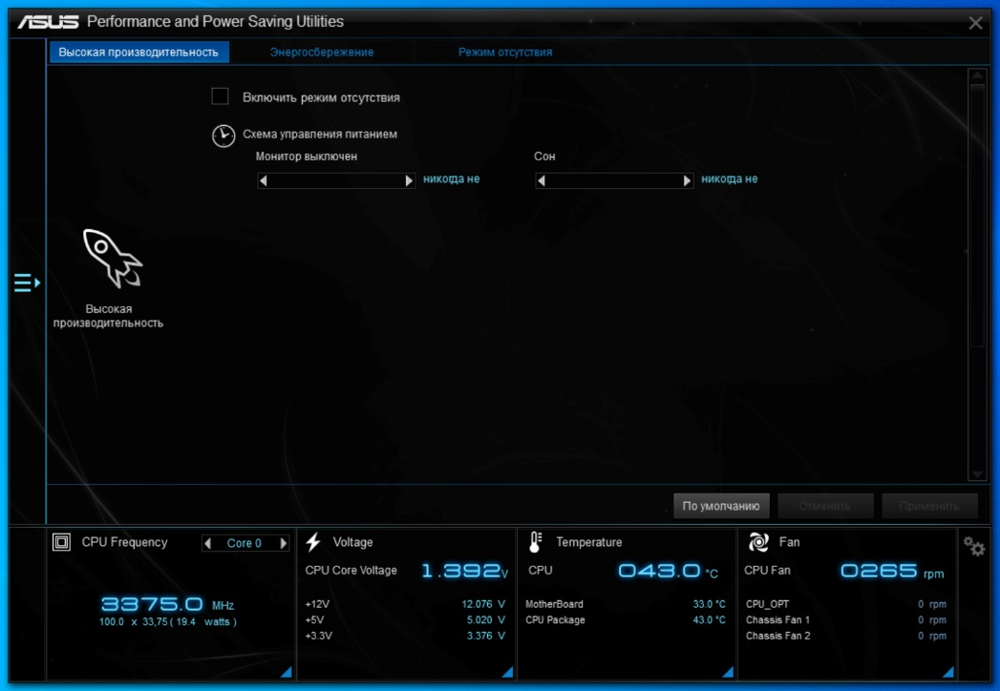 ASUS Performance and Power Saving Utilities
Высокая производительность Энергосбережение Режим отсутствия
Включить режим отсутствия
Схема управления питанием
Монитор выключен Сон
никогда не никогда не
Высокая
производительность
По умолчанию Отменить Применить
CPU Frequency Core 0
3375.0 MHz
100.0 x 33,75 ( 19.4 watts )
Voltage
CPU Core Voltage 1.392 V
+12V 12.076 V
+5V 5.020 V
+3.3V 3.376 V
Temperature
CPU 043.0 °C
MotherBoard 33.0 °C
CPU Package 43.0 °C
Fan
CPU Fan 0265 rpm
CPU_OPT 0 rpm
Chassis Fan 1 0 rpm
Chassis Fan 2 0 rpm